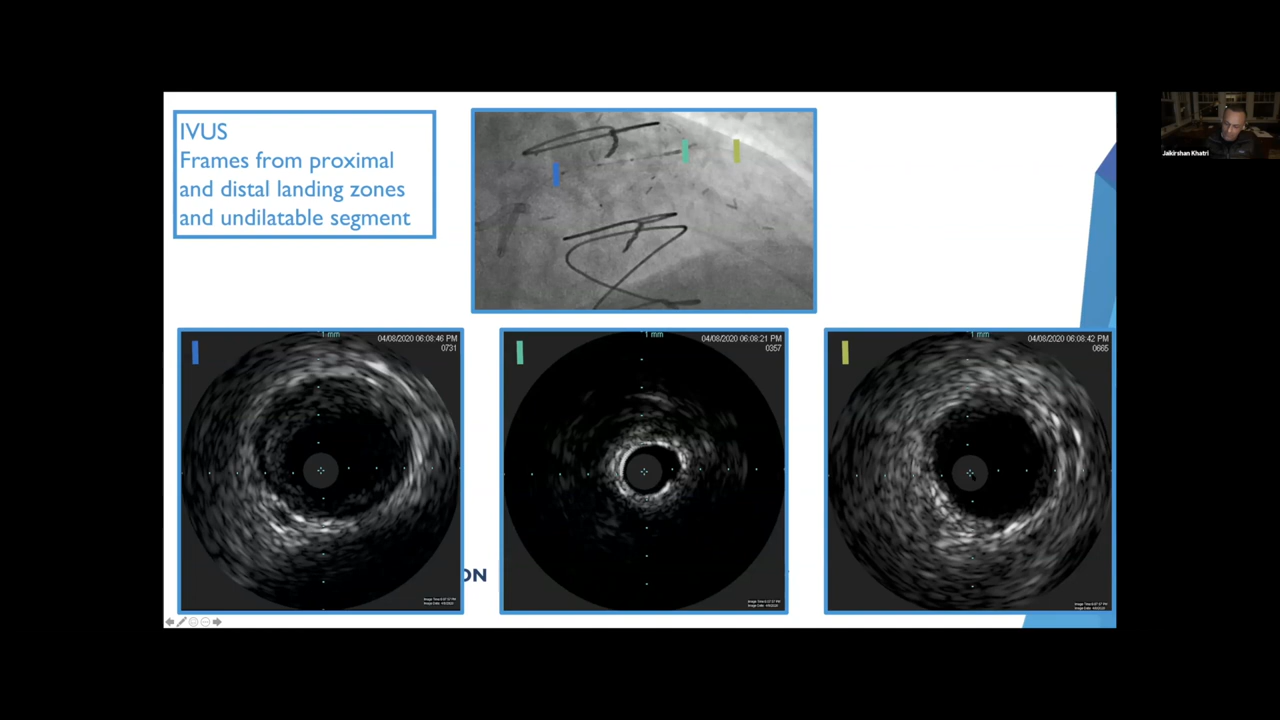 IVUS
Frames from proximal
and distal landing zones
and undilatable segment
Jaikirshan Khatri
1 mm
04/08/2020 06:08:46 PM
0731
1 mm
04/08/2020 06:08:21 PM
0357
1 mm
04/08/2020 06:08:42 PM
0665
ON